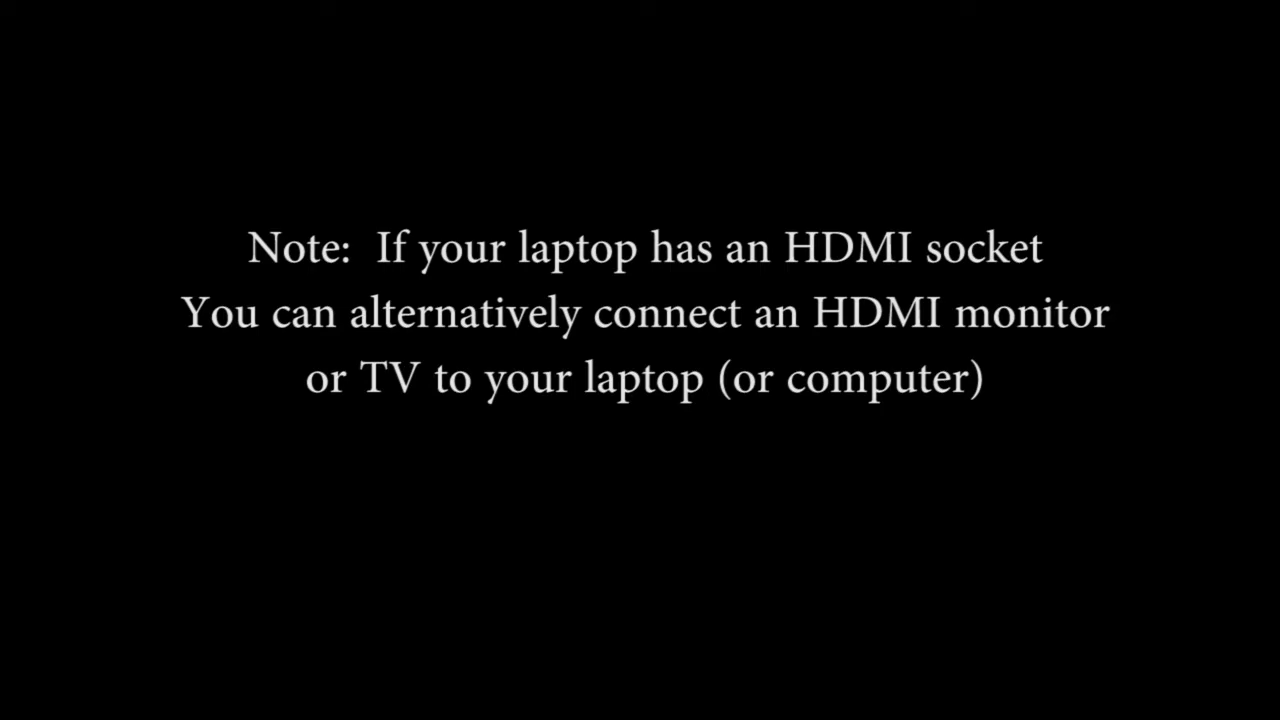 Note:  If your laptop has an HDMI socket
You can alternatively connect an HDMI monitor
or TV to your laptop (or computer)